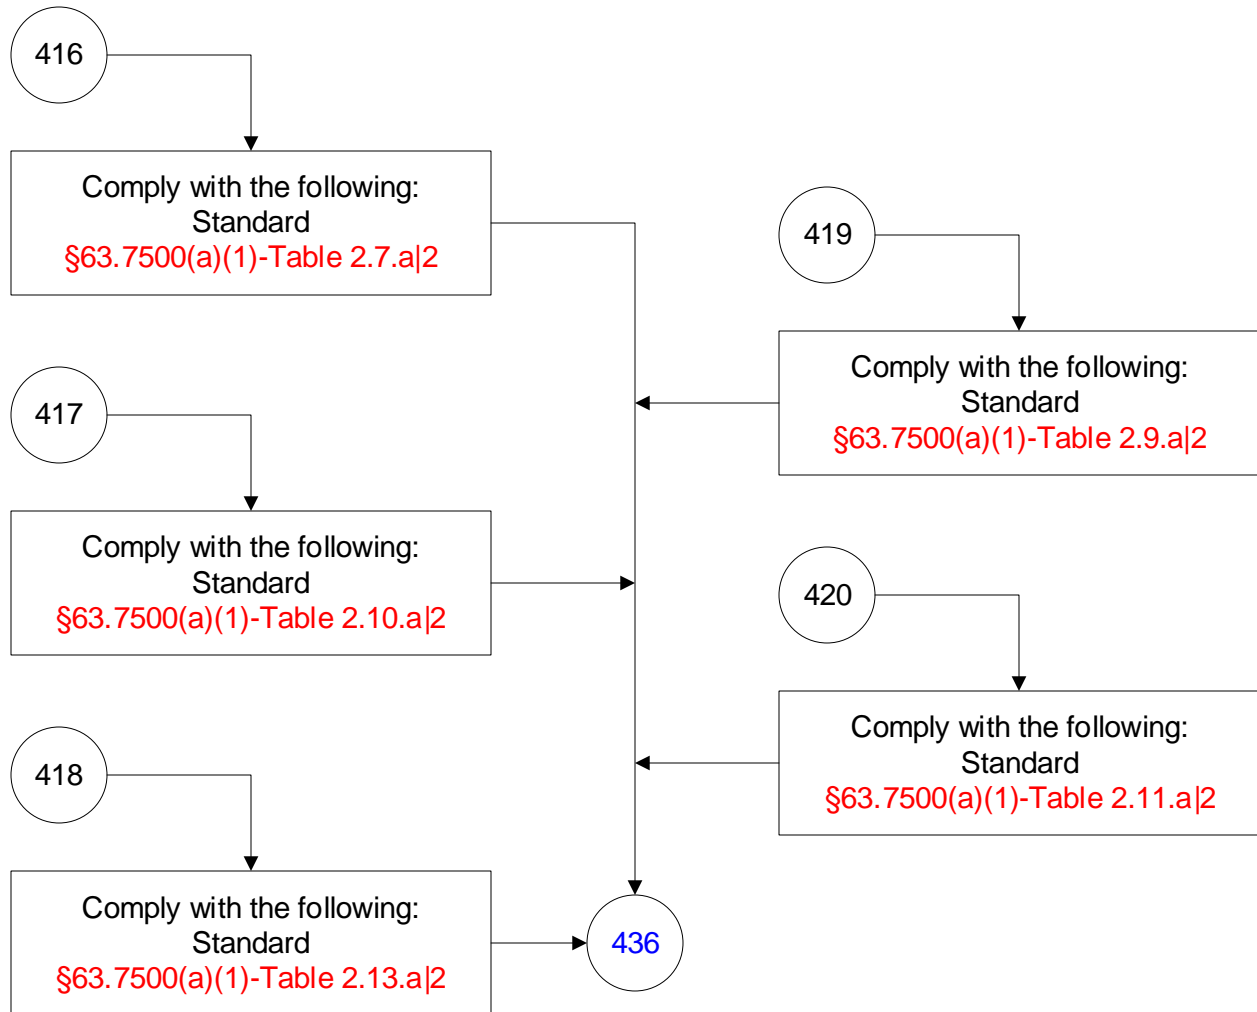 416
Comply with the following:
Standard
§63.7500(a)(1)-Table 2.7.a|2
419
Comply with the following:
Standard
§63.7500(a)(1)-Table 2.9.a|2
417
Comply with the following:
Standard
§63.7500(a)(1)-Table 2.10.a|2
420
Comply with the following:
Standard
§63.7500(a)(1)-Table 2.11.a|2
418
Comply with the following:
Standard
§63.7500(a)(1)-Table 2.13.a|2
436